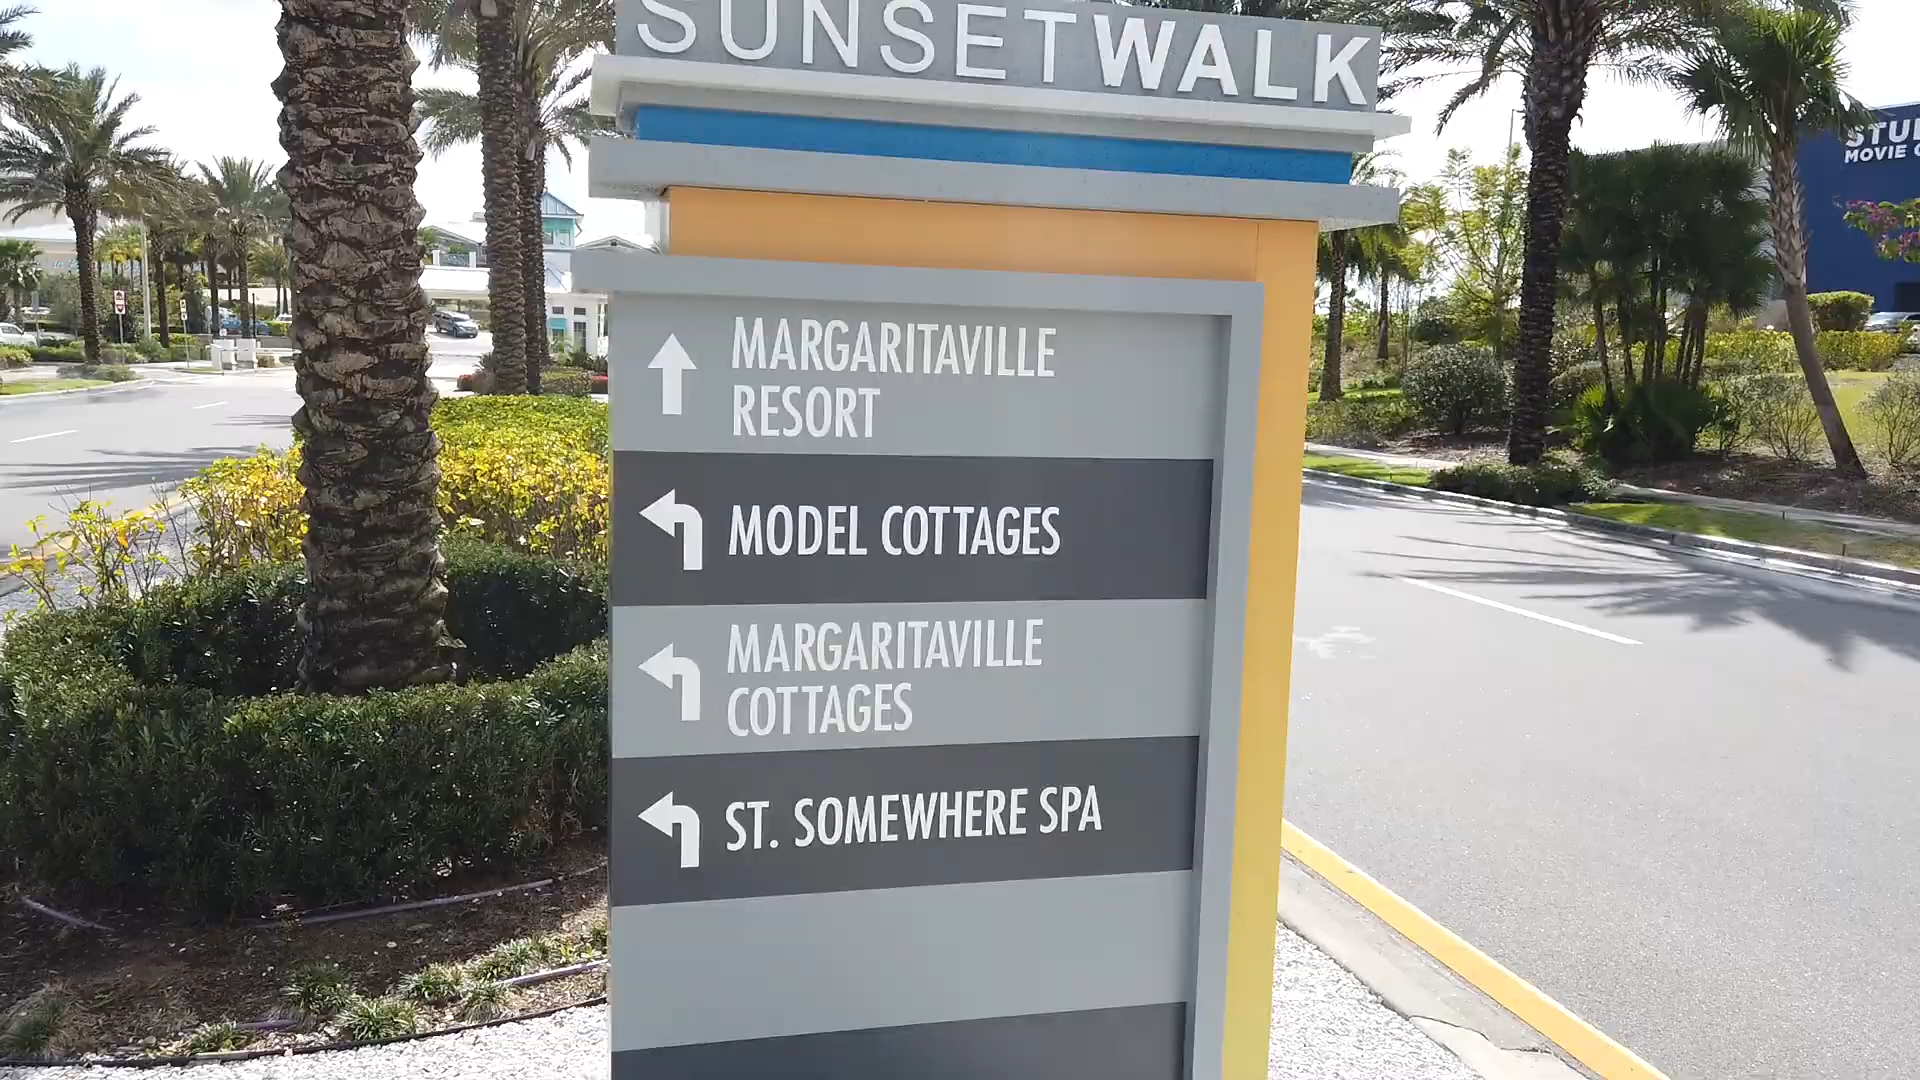 SUNSETWALK
MARGARITAVILLE
RESORT
MODEL COTTAGES
MARGARITAVILLE
COTTAGES
ST. SOMEWHERE SPA
MOVIE